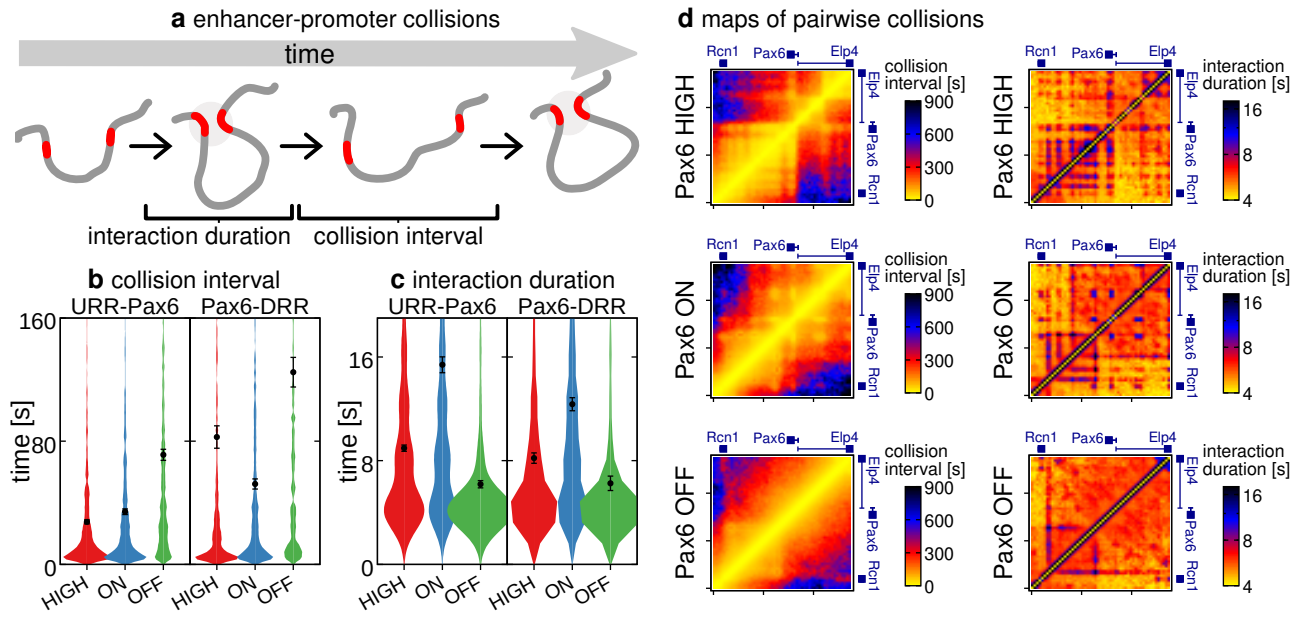 a enhancer-promoter collisions
time
interaction duration
collision interval
b collision interval
URR-Pax6
Pax6-DRR
time [s]
160
80
0
HIGH
ON
OFF
HIGH
ON
OFF
c interaction duration
URR-Pax6
Pax6-DRR
time [s]
16
8
0
HIGH
ON
OFF
HIGH
ON
OFF
d maps of pairwise collisions
Pax6 HIGH
Rcn1
Pax6
Elp4
Elp4
Pax6
Rcn1
collision
interval [s]
900
600
300
0
Rcn1
Pax6
Elp4
Elp4
Pax6
Rcn1
interaction
duration [s]
16
8
4
Pax6 ON
Rcn1
Pax6
Elp4
Elp4
Pax6
Rcn1
collision
interval [s]
900
600
300
0
Rcn1
Pax6
Elp4
Elp4
Pax6
Rcn1
interaction
duration [s]
16
8
4
Pax6 OFF
Rcn1
Pax6
Elp4
Elp4
Pax6
Rcn1
collision
interval [s]
900
600
300
0
Rcn1
Pax6
Elp4
Elp4
Pax6
Rcn1
interaction
duration [s]
16
8
4